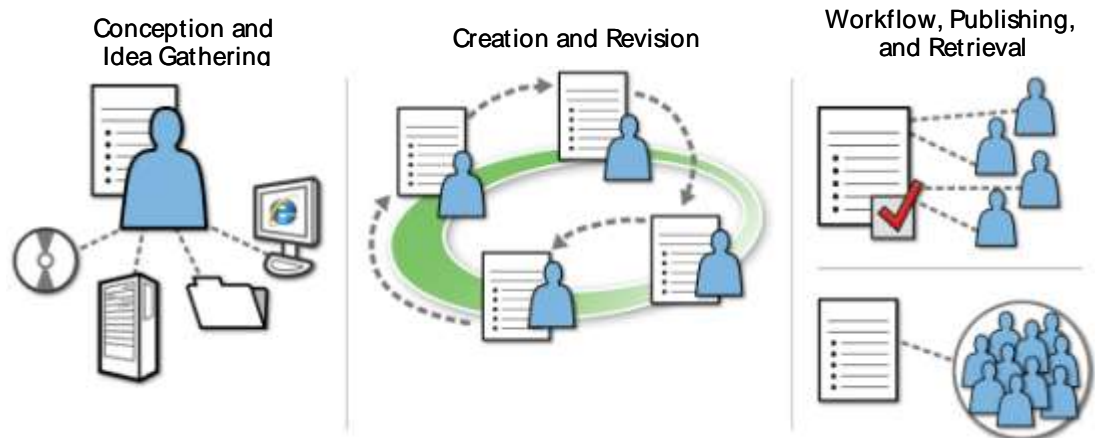 Conception and
Idea Gathering
Creation and Revision
Workflow, Publishing,
and Retrieval